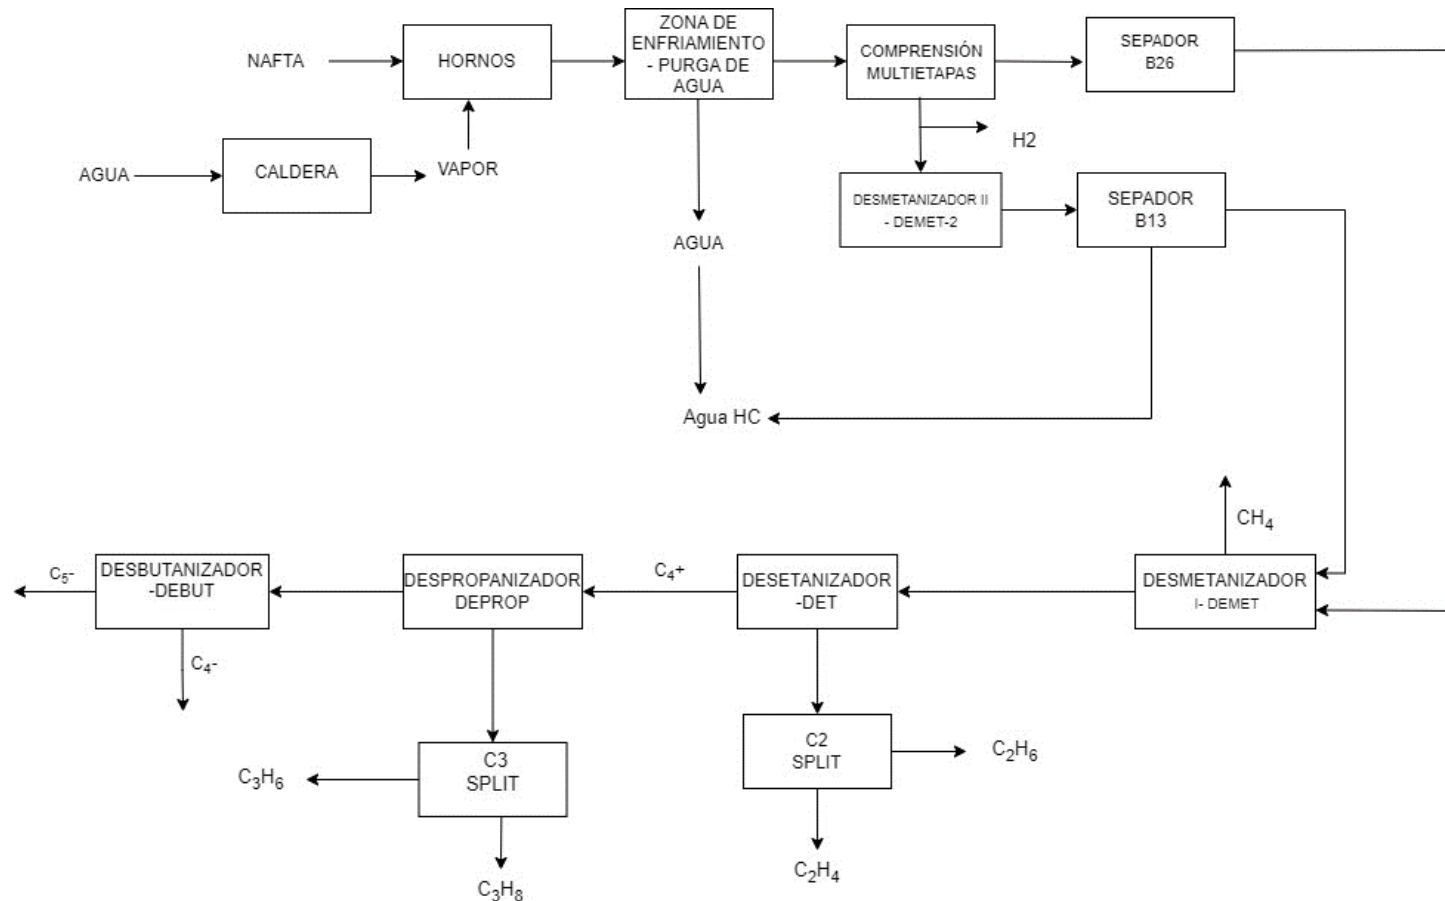 NAFTA
HORNOS
ZONA DE
ENFRIAMIENTO
- PURGA DE
AGUA
COMPRENSIÓN
MULTIETAPAS
SEPADOR
B26
AGUA
CALDERA
VAPOR
H2
DESMETANIZADOR II
- DEMET-2
SEPADOR
B13
AGUA
Agua HC
CH₄
DESBUTANIZADOR
-DEBUT
C₅-
DESPROPANIZADOR
DEPROP
C₄+
DESETANIZADOR
-DET
DESMETANIZADOR
I- DEMET
C₄-
C3
SPLIT
C2
SPLIT
C₃H₆
C₂H₆
C₃H₈
C₂H₄